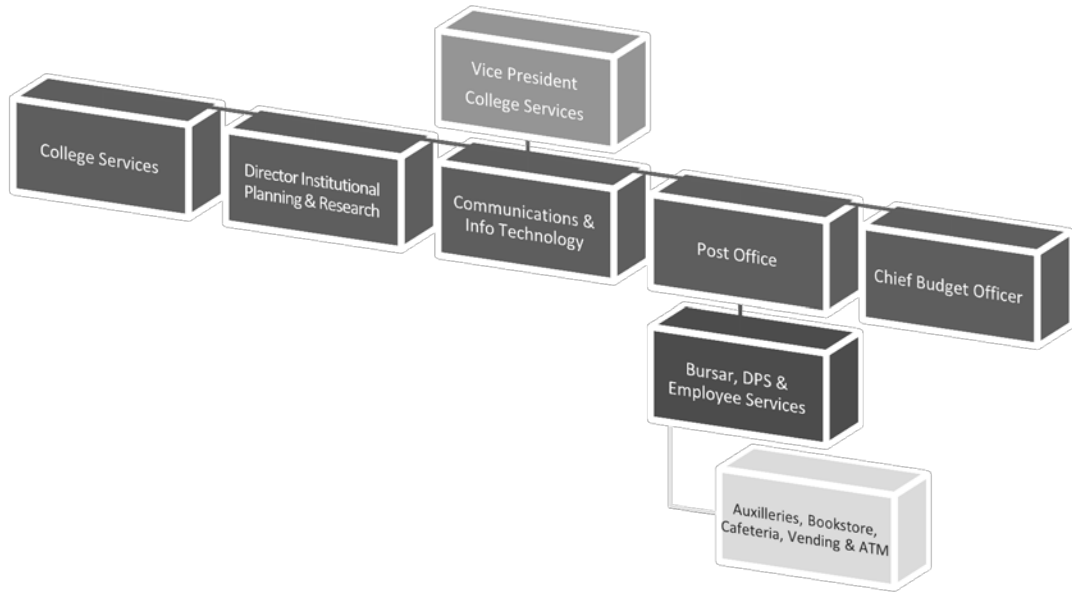 Vice President
College Services
College Services
Director Institutional
Planning & Research
Communications &
Info Technology
Post Office
Chief Budget Officer
Bursar, DPS &
Employee Services
Auxilleries, Bookstore,
Cafeteria, Vending & ATM